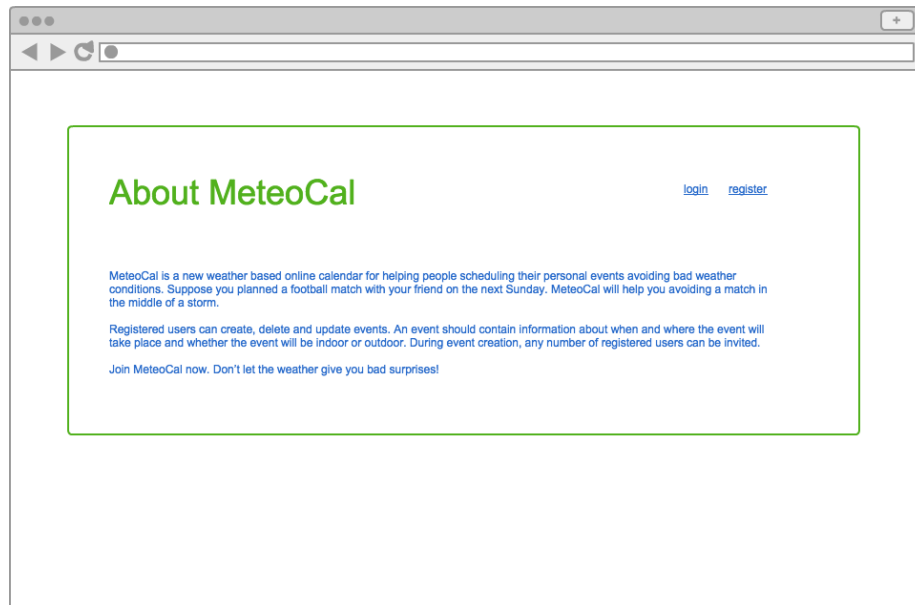 About MeteoCal
login register
MeteoCal is a new weather based online calendar for helping people scheduling their personal events avoiding bad weather
conditions. Suppose you planned a football match with your friend on the next Sunday. MeteoCal will help you avoiding a match in
the middle of a storm.
Registered users can create, delete and update events. An event should contain information about when and where the event will
take place and whether the event will be indoor or outdoor. During event creation, any number of registered users can be invited.
Join MeteoCal now. Don't let the weather give you bad surprises!